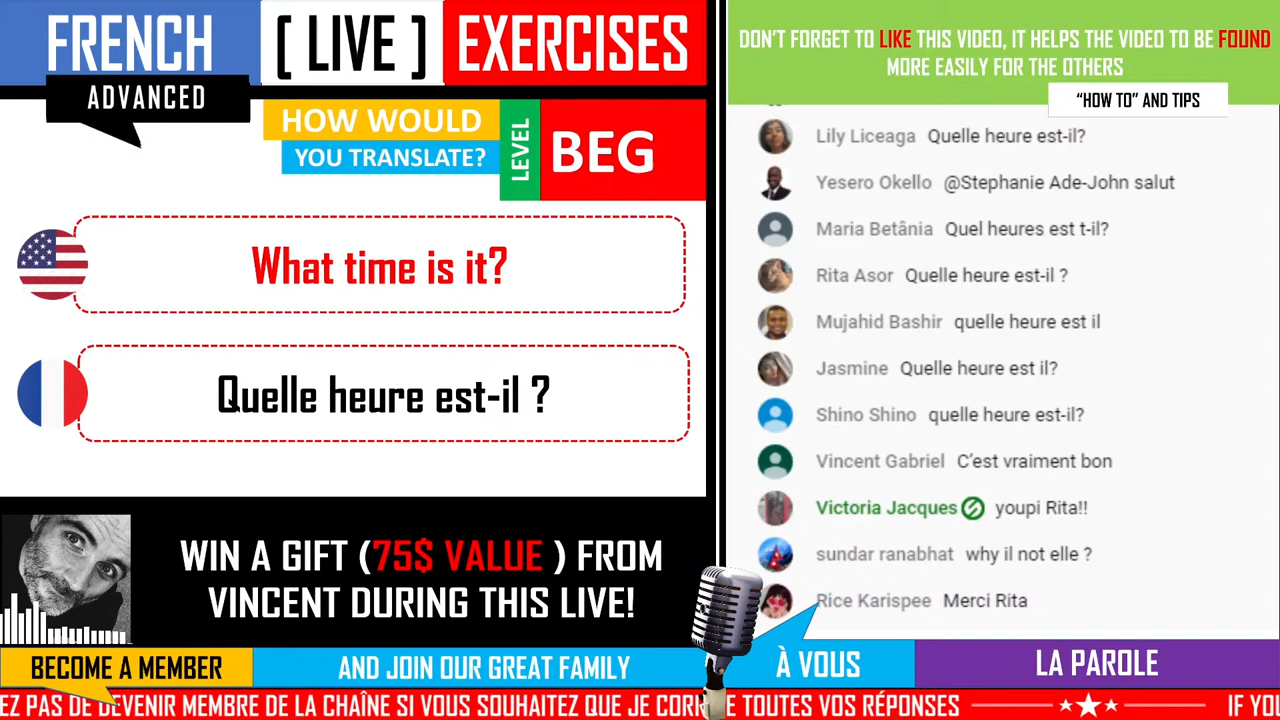 FRENCH [ LIVE ] EXERCISES
ADVANCED
HOW WOULD
YOU TRANSLATE?
LEVEL
BEG
What time is it?
Quelle heure est-il ?
WIN A GIFT (75$ VALUE ) FROM
VINCENT DURING THIS LIVE!
BECOME A MEMBER
AND JOIN OUR GREAT FAMILY
DON'T FORGET TO LIKE THIS VIDEO, IT HELPS THE VIDEO TO BE FOUND
MORE EASILY FOR THE OTHERS
“HOW TO” AND TIPS
Lily Liceaga Quelle heure est-il?
Yesero Okello @Stephanie Ade-John salut
Maria Betânia Quel heures est t-il?
Rita Asor Quelle heure est-il ?
Mujahid Bashir quelle heure est il
Jasmine Quelle heure est il?
Shino Shino quelle heure est-il?
Vincent Gabriel C'est vraiment bon
Victoria Jacques youpi Rita!!
sundar ranabhat why il not elle ?
Rice Karispee Merci Rita
À VOUS
LA PAROLE
EZ PAS DE DEVENIR MEMBRE DE LA CHAÎNE SI VOUS SOUHAITEZ QUE JE CORR E TOUTES VOS RÉPONSES
IF YOU